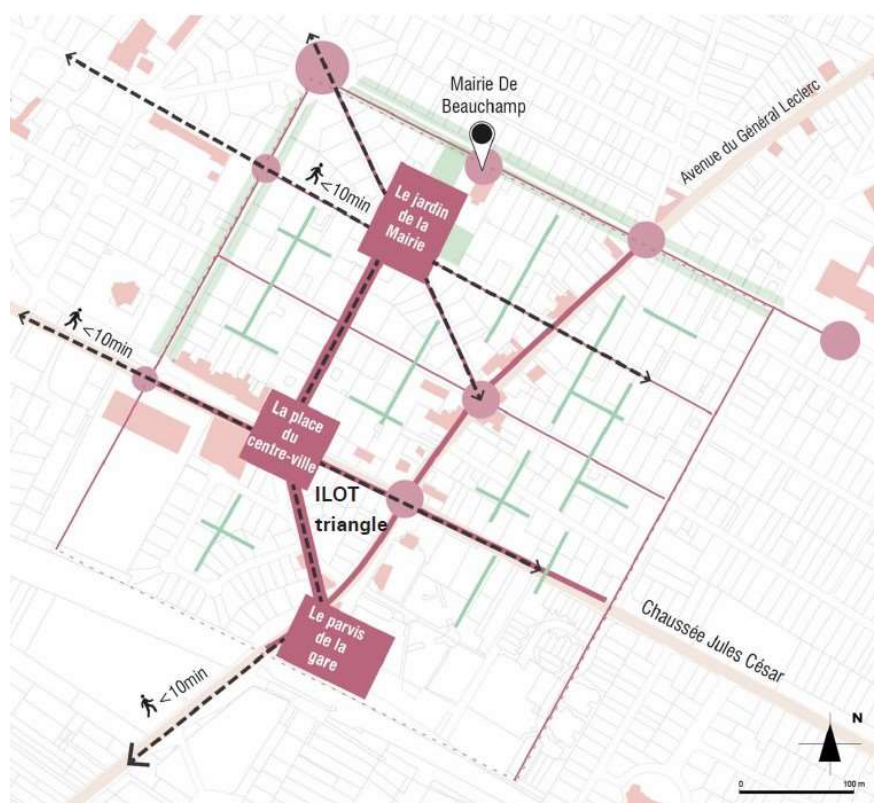 Mairie De
Beauchamp
Avenue du Général Leclerc
<10min
Le jardin
de la
Mairie
<10min
La place
du
centre-ville
ILOT
triangle
Le parvis
de la
gare
Chaussée Jules César
<10min
N
0
100 m